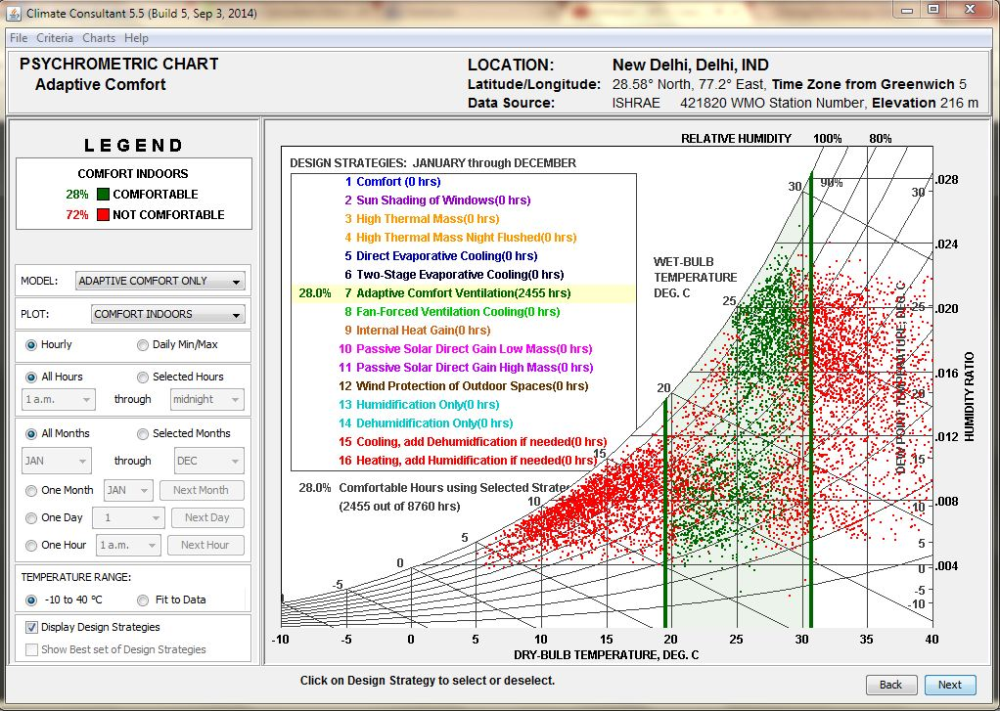 Climate Consultant 5.5 (Build 5, Sep 3, 2014)
File Criteria Charts Help
PSYCHROMETRIC CHART
Adaptive Comfort
LOCATION: New Delhi, Delhi, IND
Latitude/Longitude: 28.58° North, 77.2° East, Time Zone from Greenwich 5
Data Source: ISHRAE 421820 WMO Station Number, Elevation 216 m
LEGEND
COMFORT INDOORS
28% COMFORTABLE
72% NOT COMFORTABLE
MODEL: ADAPTIVE COMFORT ONLY
PLOT: COMFORT INDOORS
Hourly Daily Min/Max
All Hours Selected Hours
1 a.m. through midnight
All Months Selected Months
JAN through DEC
One Month JAN Next Month
One Day 1 Next Day
One Hour 1 a.m. Next Hour
TEMPERATURE RANGE:
-10 to 40 °C Fit to Data
Display Design Strategies
Show Best set of Design Strategies
RELATIVE HUMIDITY 100% 80%
DESIGN STRATEGIES: JANUARY through DECEMBER
1 Comfort (0 hrs)
2 Sun Shading of Windows(0 hrs)
3 High Thermal Mass(0 hrs)
4 High Thermal Mass Night Flushed(0 hrs)
5 Direct Evaporative Cooling(0 hrs)
6 Two-Stage Evaporative Cooling(0 hrs)
28.0% 7 Adaptive Comfort Ventilation(2455 hrs)
8 Fan-Forced Ventilation Cooling(0 hrs)
9 Internal Heat Gain(0 hrs)
10 Passive Solar Direct Gain Low Mass(0 hrs)
11 Passive Solar Direct Gain High Mass(0 hrs)
12 Wind Protection of Outdoor Spaces(0 hrs)
13 Humidification Only(0 hrs)
14 Dehumidification Only(0 hrs)
15 Cooling, add Dehumidfication if needed(0 hrs)
16 Heating, add Humidification if needed(0 hrs)
28.0% Comfortable Hours using Selected Strate
(2455 out of 8760 hrs)
WET-BULB
TEMPERATURE
DEG. C
30 90%
25
20
15
10
5
0
-5
DEW POINT TEMPERATURE, DEG. C
30
25
20
15
10
5
0
-5
-10
.028
.024
.020
.016
.012
.008
.004
HUMIDITY RATIO
-10 -5 0 5 10 15 20 25 30 35 40
DRY-BULB TEMPERATURE, DEG. C
Click on Design Strategy to select or deselect.
Back Next